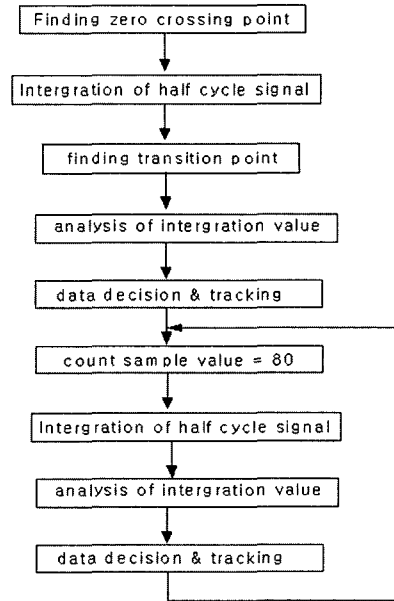 Finding zero crossing point
Intergration of half cycle signal
finding transition point
analysis of intergration value
data decision & tracking
count sample value = 80
Intergration of half cycle signal
analysis of intergration value
data decision & tracking